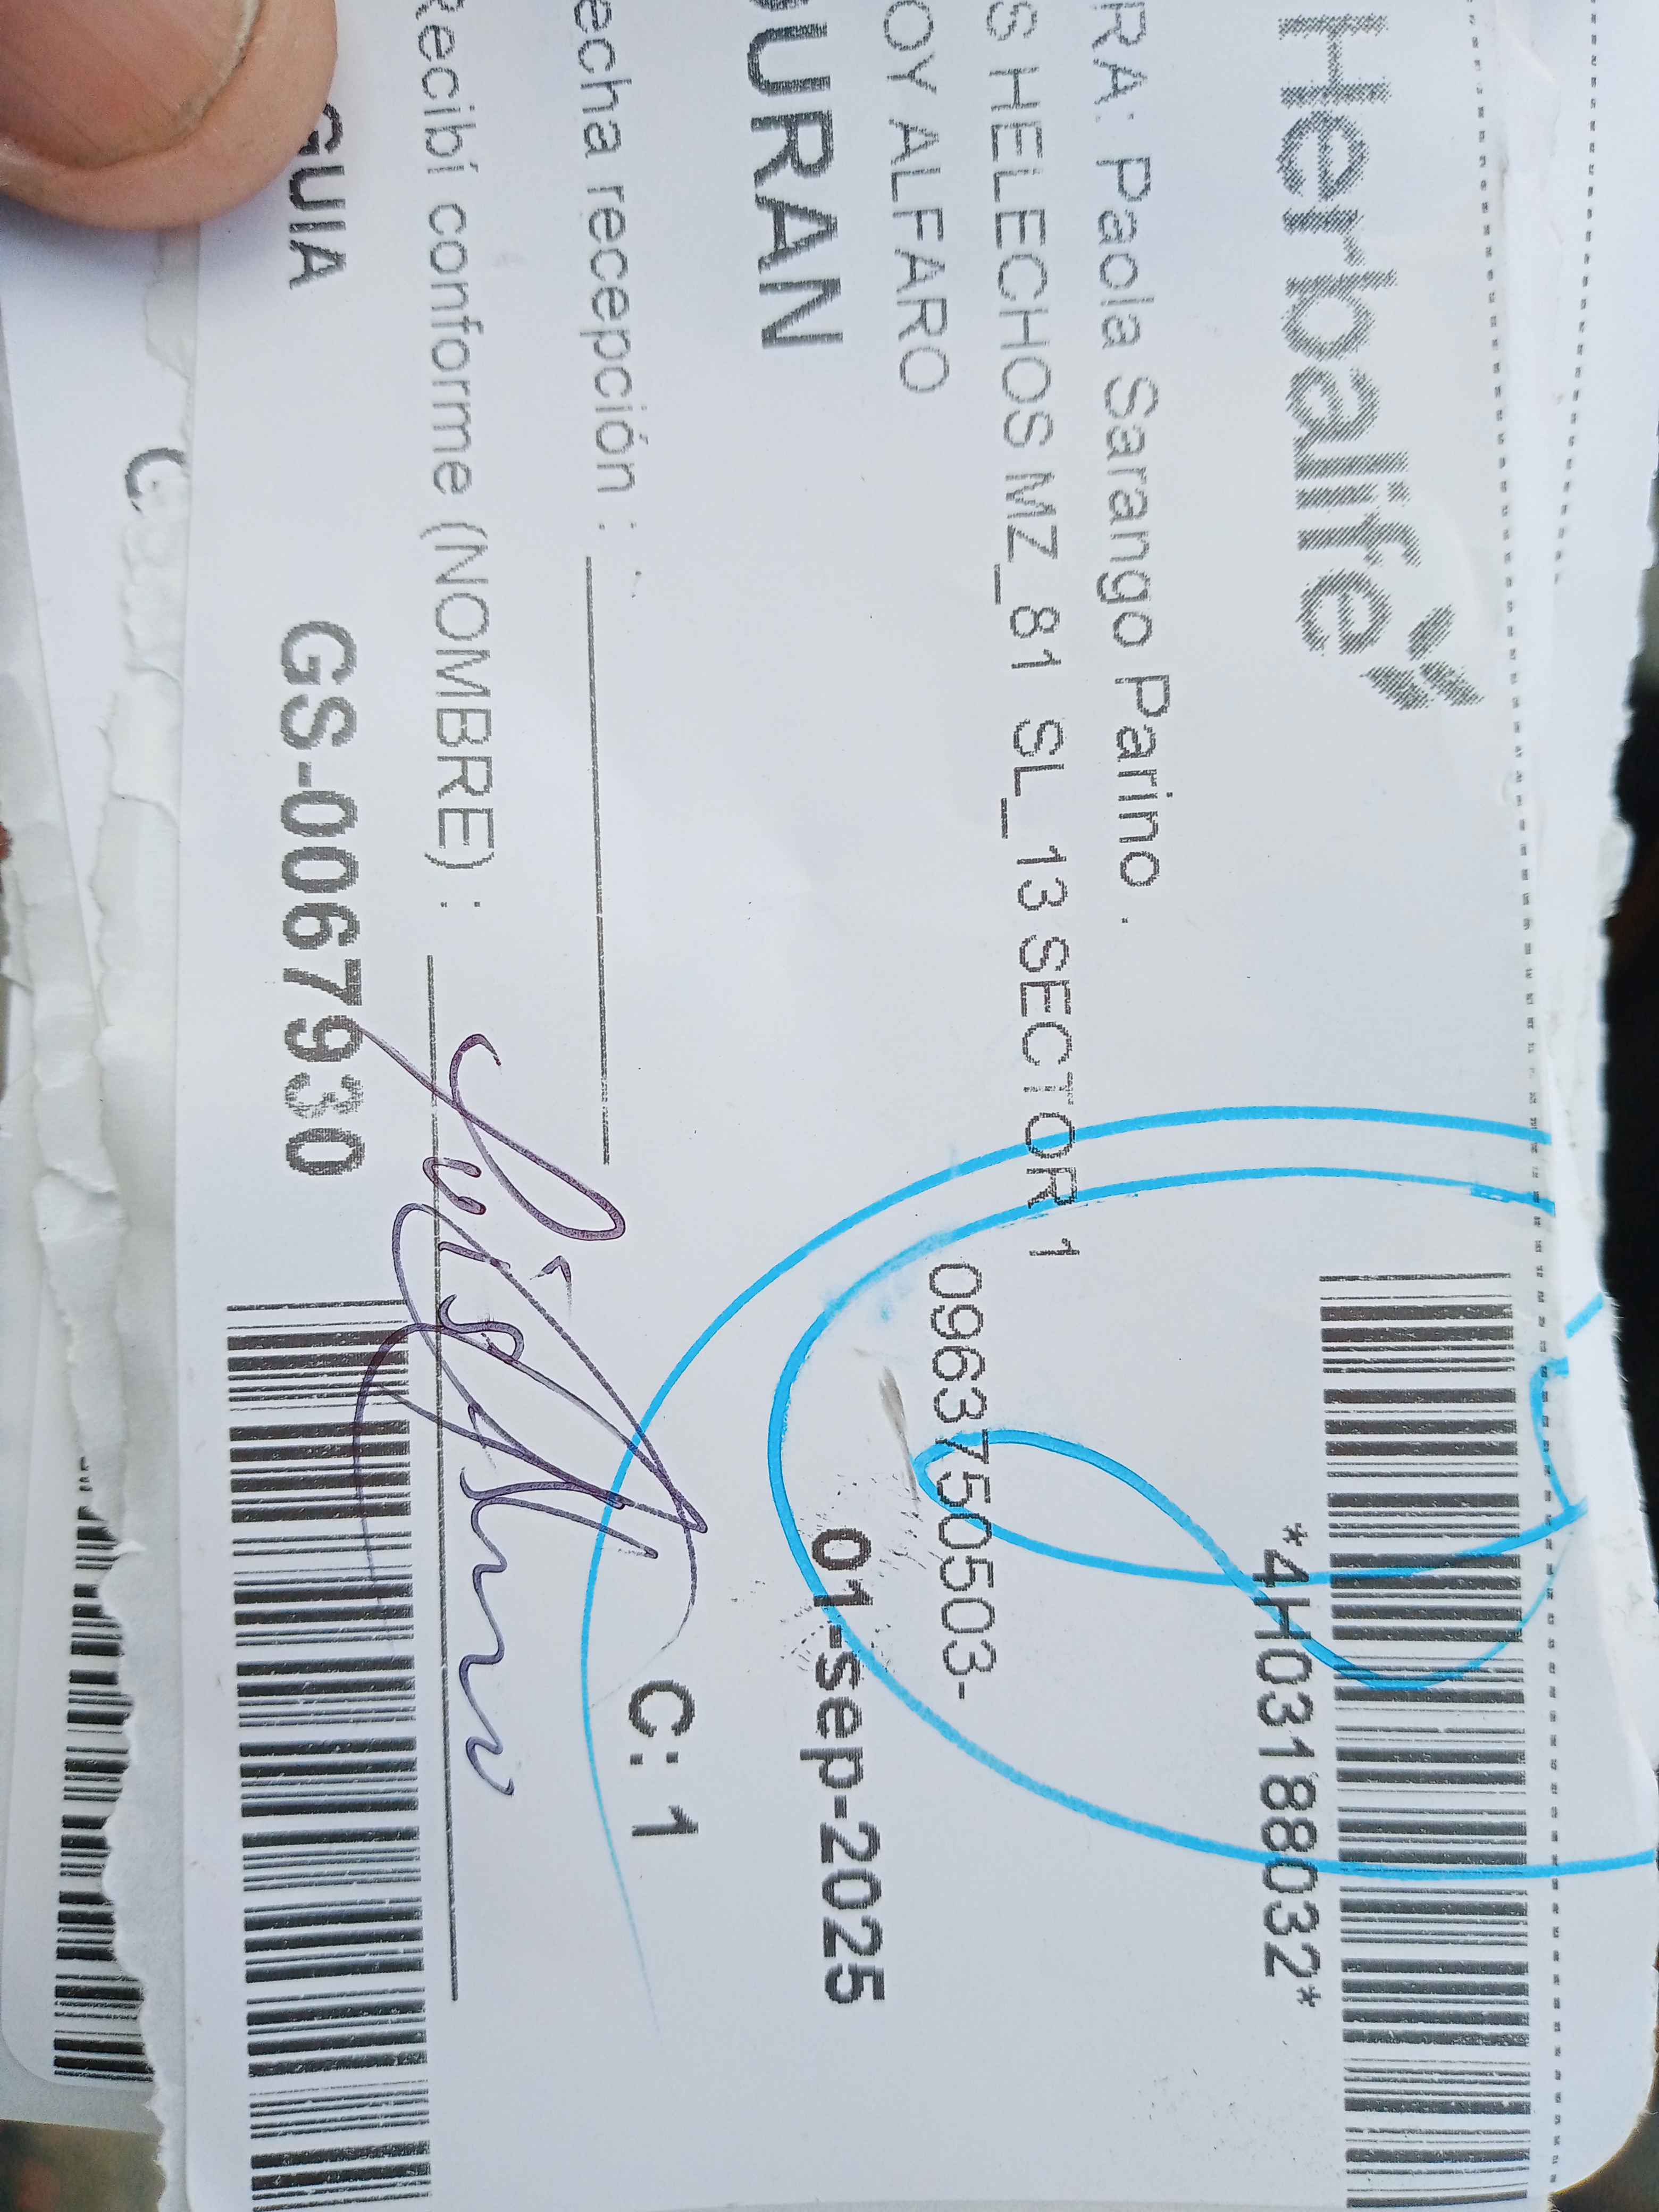 Herbalife
*4H03188032*
RA: Paola Sarango Parino .
S HELECHOS MZ_81 SL_13 SECTOR 1
OY ALFARO 0963750503-
URAN 01-sep-2025
echa recepción : C: 1
Recibí conforme (NOMBRE) :
GUIA GS-0067930